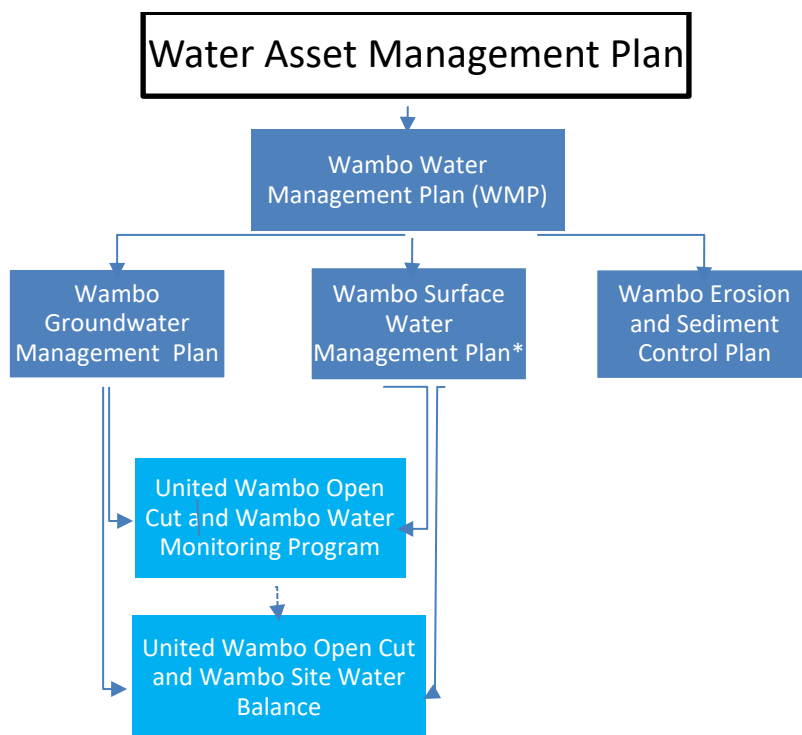 Water Asset Management Plan
Wambo Water
Management Plan (WMP)
Wambo
Groundwater
Management Plan
Wambo Surface
Water
Management Plan*
Wambo Erosion
and Sediment
Control Plan
United Wambo Open
Cut and Wambo Water
Monitoring Program
United Wambo Open Cut
and Wambo Site Water
Balance